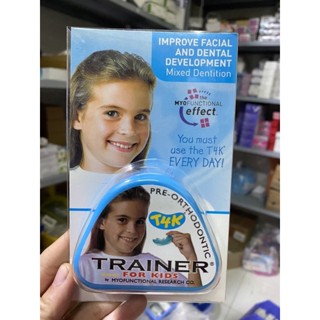 IMPROVE FACIAL
AND DENTAL
DEVELOPMENT
Mixed Dentition
MYOFUNCTIONAL
effect
You must
use the T4K®
EVERY DAY!
PRE-ORTHODONTIC
T4K
TRAINER®
FOR KIDS
by MYOFUNCTIONAL RESEARCH CO.